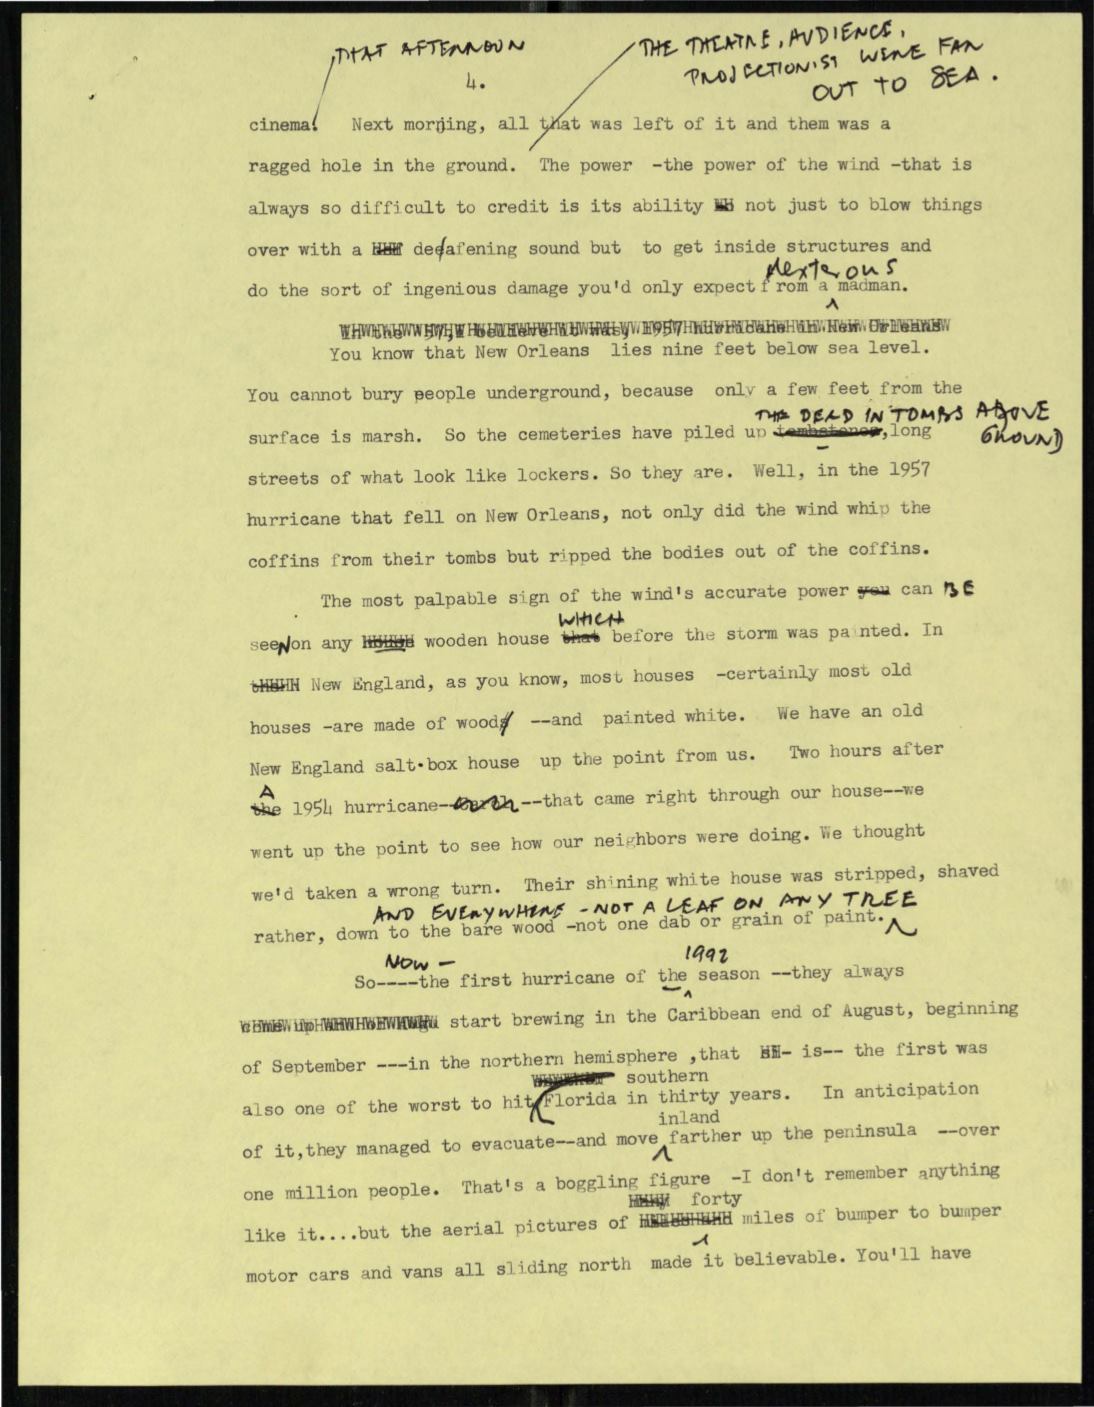 THAT AFTERNOON
THE THEATRE, AUDIENCE,
PROJECTIONIST WERE FAR
OUT TO SEA.
4.
cinema. Next morning, all that was left of it and them was a
ragged hole in the ground. The power -the power of the wind -that is
always so difficult to credit is its ability not just to blow things
over with a deafening sound but to get inside structures and
dexterous
do the sort of ingenious damage you'd only expect from a madman.
In the '57, I believe it was, 1957 hurricane in New Orleans
You know that New Orleans lies nine feet below sea level.
You cannot bury people underground, because only a few feet from the
THE DEAD IN TOMBS ABOVE
GROUND
surface is marsh. So the cemeteries have piled up tombstones, long
streets of what look like lockers. So they are. Well, in the 1957
hurricane that fell on New Orleans, not only did the wind whip the
coffins from their tombs but ripped the bodies out of the coffins.
The most palpable sign of the wind's accurate power you can BE
WHICH
seeN on any house wooden house that before the storm was painted. In
New England, as you know, most houses -certainly most old
houses -are made of wood --and painted white. We have an old
New England salt-box house up the point from us. Two hours after
A
the 1954 hurricane--Carol--that came right through our house--we
went up the point to see how our neighbors were doing. We thought
we'd taken a wrong turn. Their shining white house was stripped, shaved
AND EVERYWHERE - NOT A LEAF ON ANY TREE
rather, down to the bare wood -not one dab or grain of paint.
NOW - 1992
So----the first hurricane of the season --they always
start brewing in the Caribbean end of August, beginning
of September ---in the northern hemisphere ,that - is-- the first was
southern
also one of the worst to hit Florida in thirty years. In anticipation
inland
of it,they managed to evacuate--and move farther up the peninsula --over
one million people. That's a boggling figure -I don't remember anything
forty
like it....but the aerial pictures of miles of bumper to bumper
motor cars and vans all sliding north made it believable. You'll have